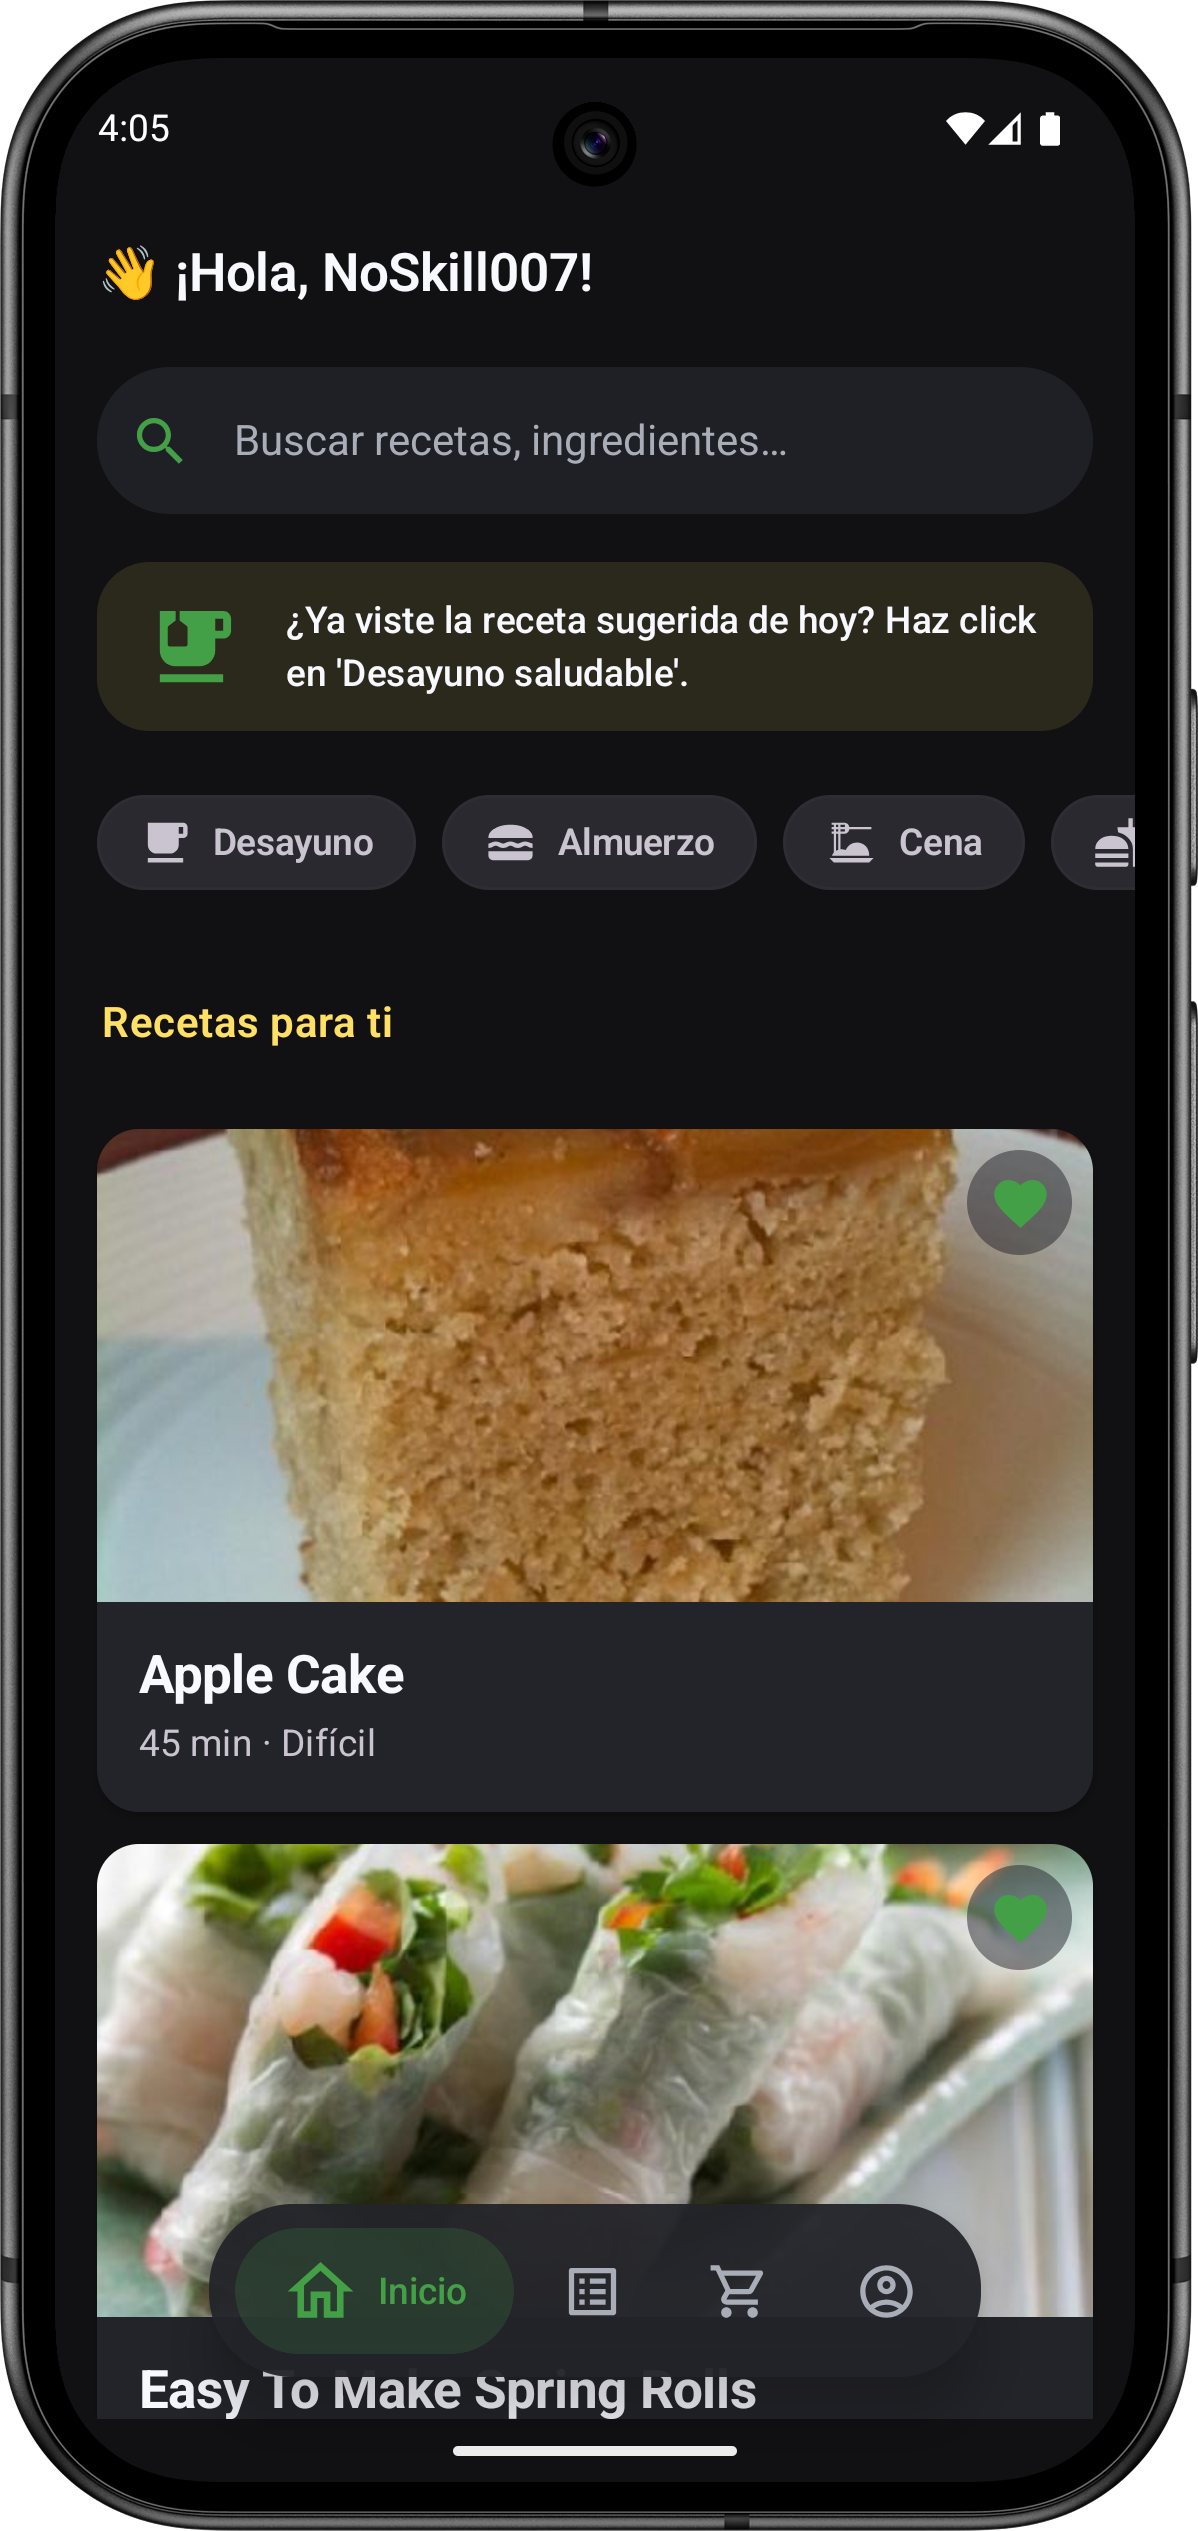 4:05
👋 ¡Hola, NoSkill007!
Buscar recetas, ingredientes...
¿Ya viste la receta sugerida de hoy? Haz click
en 'Desayuno saludable'.
Desayuno
Almuerzo
Cena
Recetas para ti
Apple Cake
45 min · Difícil
Inicio
Easy To Make Spring Rolls